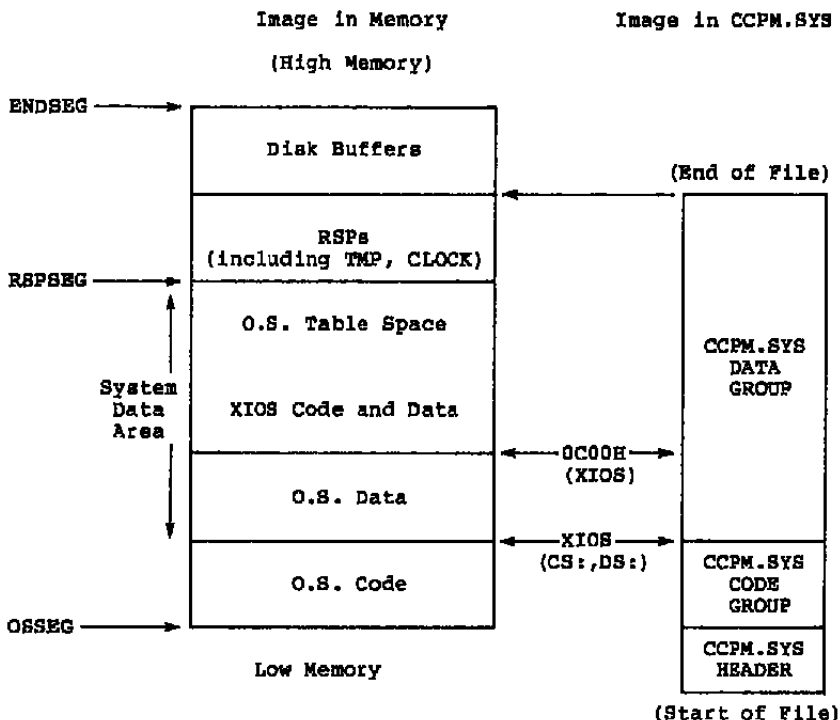 Image in Memory
Image in CCPM.SYS
(High Memory)
ENDSEG
Disk Buffers
(End of File)
RSPs
(including TMP, CLOCK)
RSPSEG
O.S. Table Space
CCPM.SYS
DATA
GROUP
System
Data
Area
XIOS Code and Data
0C00H
(XIOS)
O.S. Data
XIOS
(CS:,DS:)
O.S. Code
CCPM.SYS
CODE
GROUP
OSSEG
Low Memory
CCPM.SYS
HEADER
(Start of File)